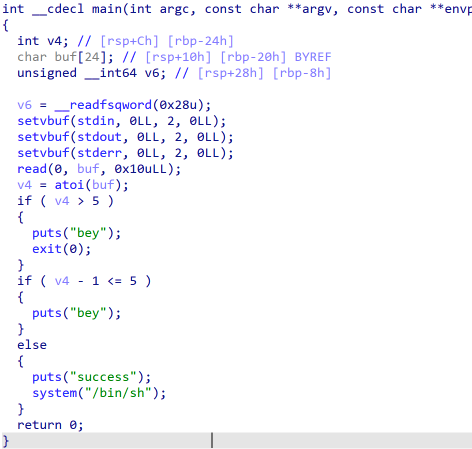 int __cdecl main(int argc, const char **argv, const char **envp
{
  int v4; // [rsp+Ch] [rbp-24h]
  char buf[24]; // [rsp+10h] [rbp-20h] BYREF
  unsigned __int64 v6; // [rsp+28h] [rbp-8h]

  v6 = __readfsqword(0x28u);
  setvbuf(stdin, 0LL, 2, 0LL);
  setvbuf(stdout, 0LL, 2, 0LL);
  setvbuf(stderr, 0LL, 2, 0LL);
  read(0, buf, 0x10uLL);
  v4 = atoi(buf);
  if ( v4 > 5 )
  {
    puts("bey");
    exit(0);
  }
  if ( v4 - 1 <= 5 )
  {
    puts("bey");
  }
  else
  {
    puts("success");
    system("/bin/sh");
  }
  return 0;
}